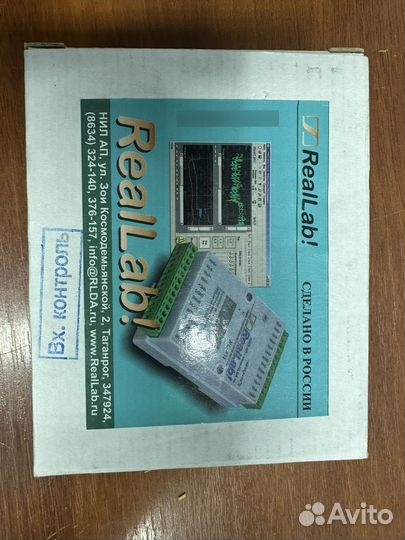 RealLab!
СДЕЛАНО В РОССИИ
RealLab!
RealLab!
НИЛ АП, ул. Зои Космодемьянской, 2, Таганрог, 347924,
(8634) 324-140, 376-157, info@RLDA.ru, www.RealLab.ru
Вх. контроль
Avito